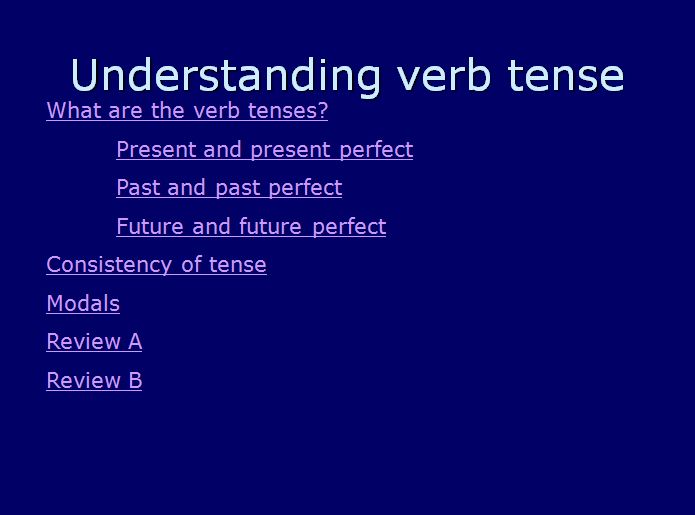 Understanding verb tense
What are the verb tenses?
Present and present perfect
Past and past perfect
Future and future perfect
Consistency of tense
Modals
Review A
Review B